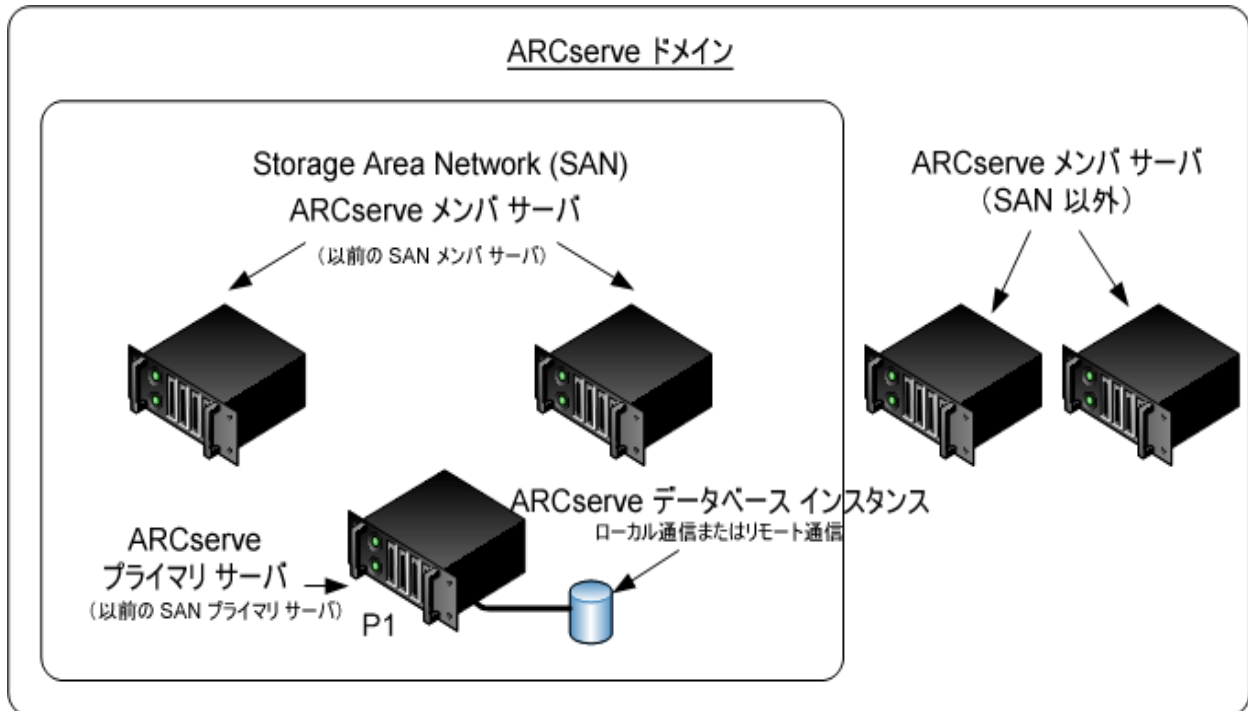 ARCserve ドメイン
Storage Area Network (SAN)
ARCserve メンバ サーバ
（以前の SAN メンバ サーバ）
ARCserve メンバ サーバ
（SAN 以外）
ARCserve データベース インスタンス
ローカル通信またはリモート通信
ARCserve
プライマリ サーバ
（以前の SAN プライマリ サーバ）
P1